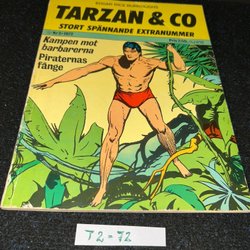 EDGAR RICE BURROUGHS
TARZAN & CO
STORT SPÄNNANDE EXTRANUMMER
Kampen mot
barbarerna
Piraternas
fånge
T2=72